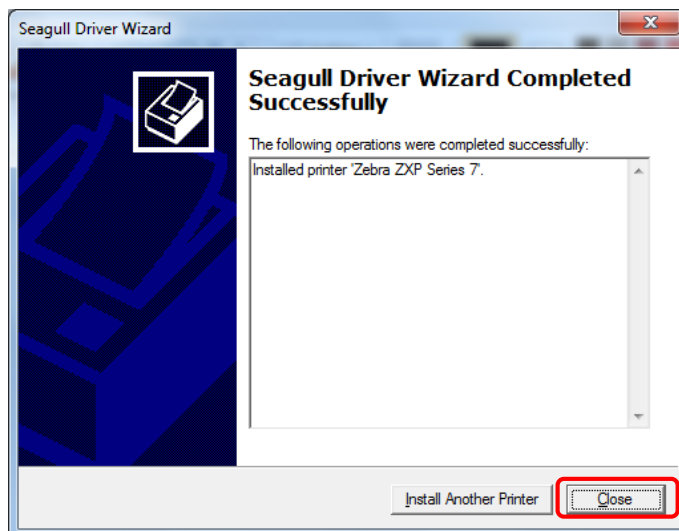 Seagull Driver Wizard
Seagull Driver Wizard Completed
Successfully
The following operations were completed successfully:
Installed printer 'Zebra ZXP Series 7'.
Install Another Printer
Close